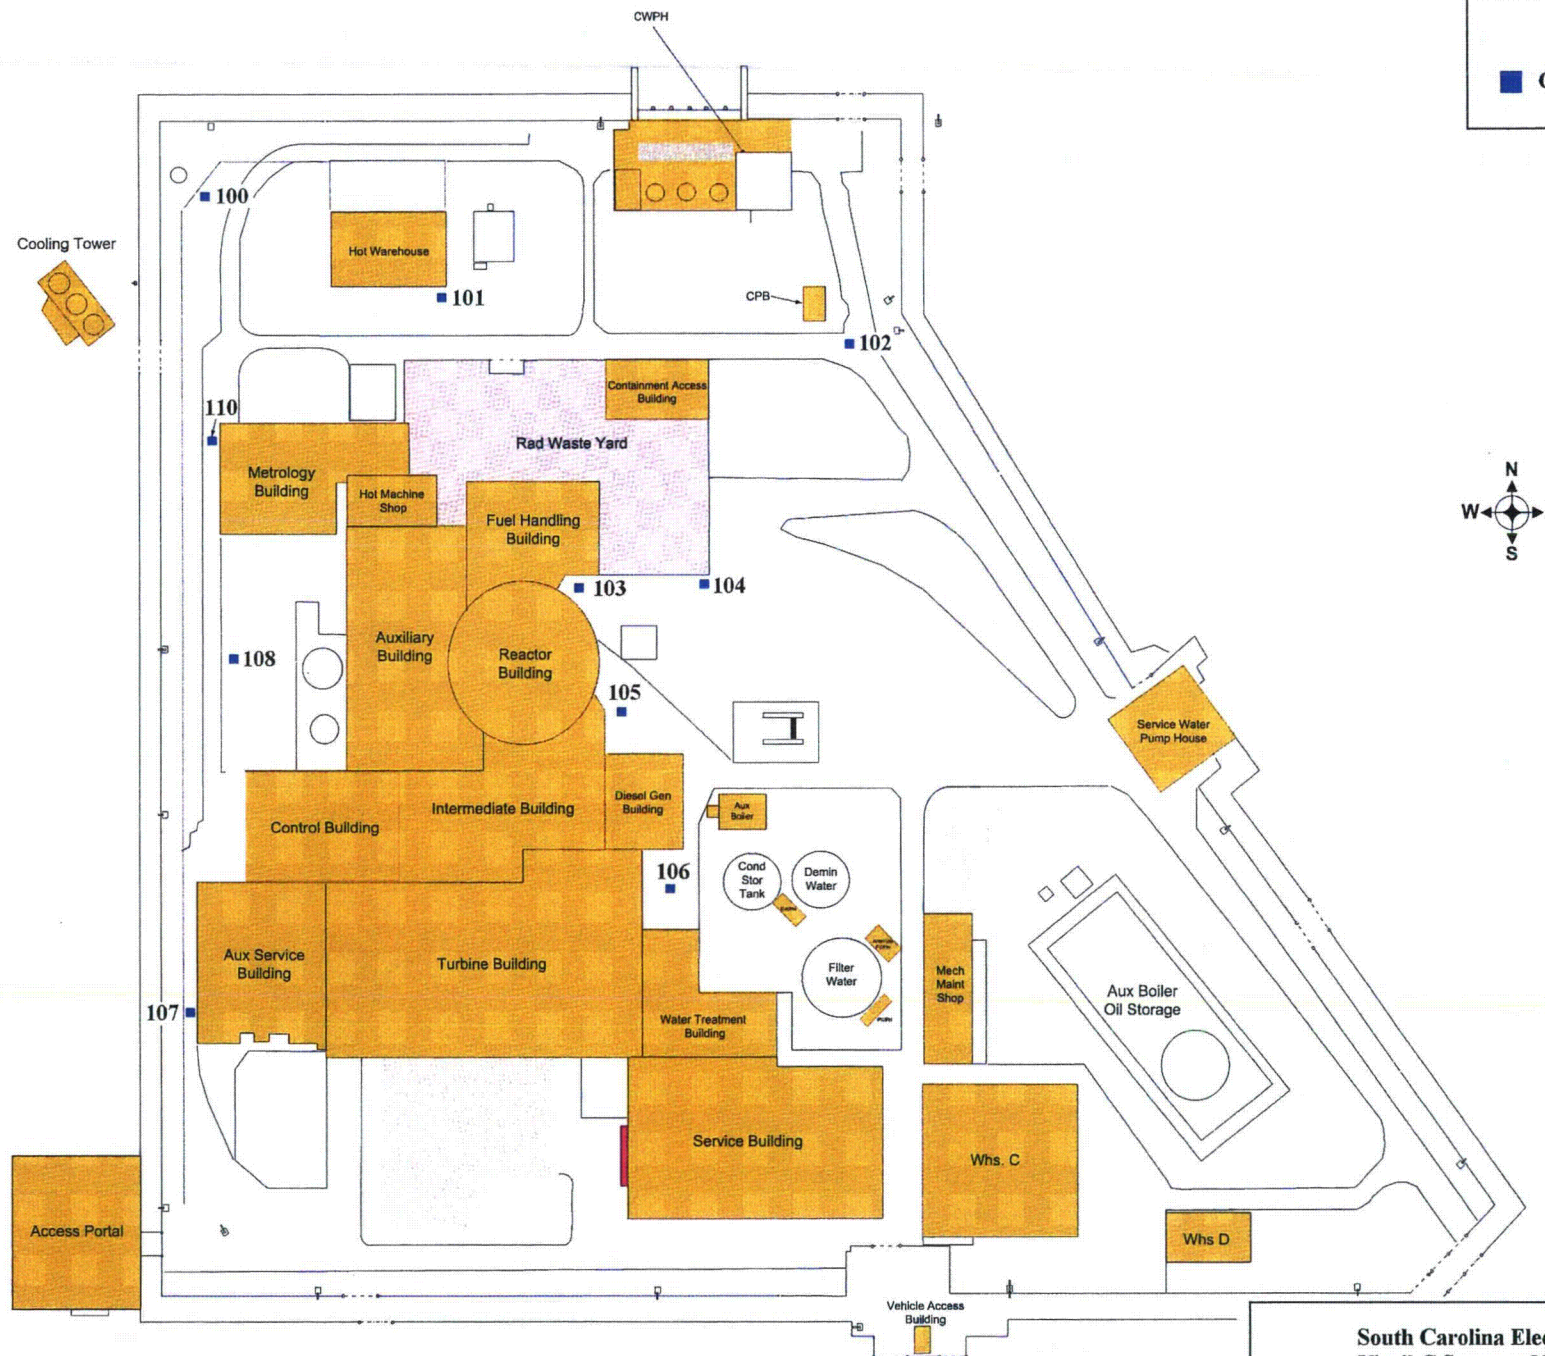 CWPH
100
Cooling Tower
Hot Warehouse
101
CPB
102
110
Containment Access
Building
Rad Waste Yard
Metrology
Building
Hot Machine
Shop
Fuel Handling
Building
N
W
S
103
104
108
Auxiliary
Building
Reactor
Building
105
Service Water
Pump House
Control Building
Intermediate Building
Diesel Gen
Building
Aux
Boiler
106
Cond
Stor
Tank
Demin
Water
Aux Service
Building
Turbine Building
Filter
Water
Mech
Maint
Shop
Aux Boiler
Oil Storage
107
Water Treatment
Building
Service Building
Whs. C
Access Portal
Whs D
Vehicle Access
Building
South Carolina Elec